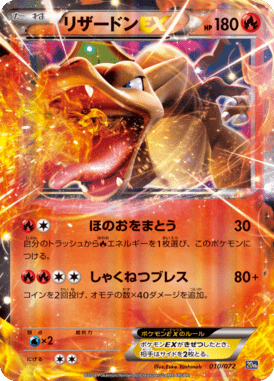 たね
リザードンEX HP180
ほのおをまとう 30
自分のトラッシュから エネルギーを1枚選び、このポケモンにつける。
しゃくねつブレス 80+
コインを2回投げ、オモテの数×40ダメージを追加。
×2
ポケモンEXのルール
ポケモンEXがきぜつしたとき、
相手はサイドを2枚とる。
にげる
010/072